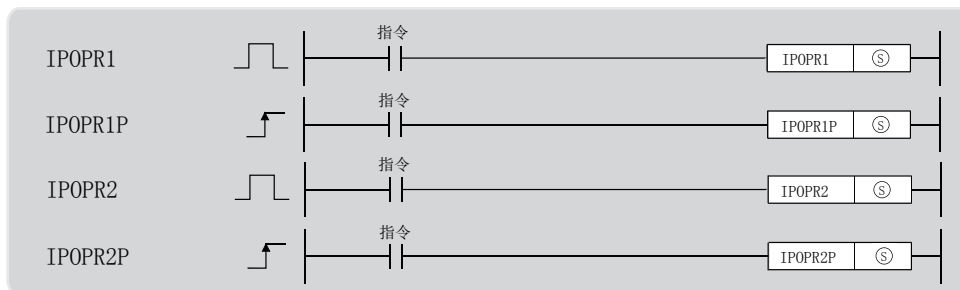 指令
IPOPR1 IPOPR1 Ⓢ
指令
IPOPR1P IPOPR1P Ⓢ
指令
IPOPR2 IPOPR2 Ⓢ
指令
IPOPR2P IPOPR2P Ⓢ